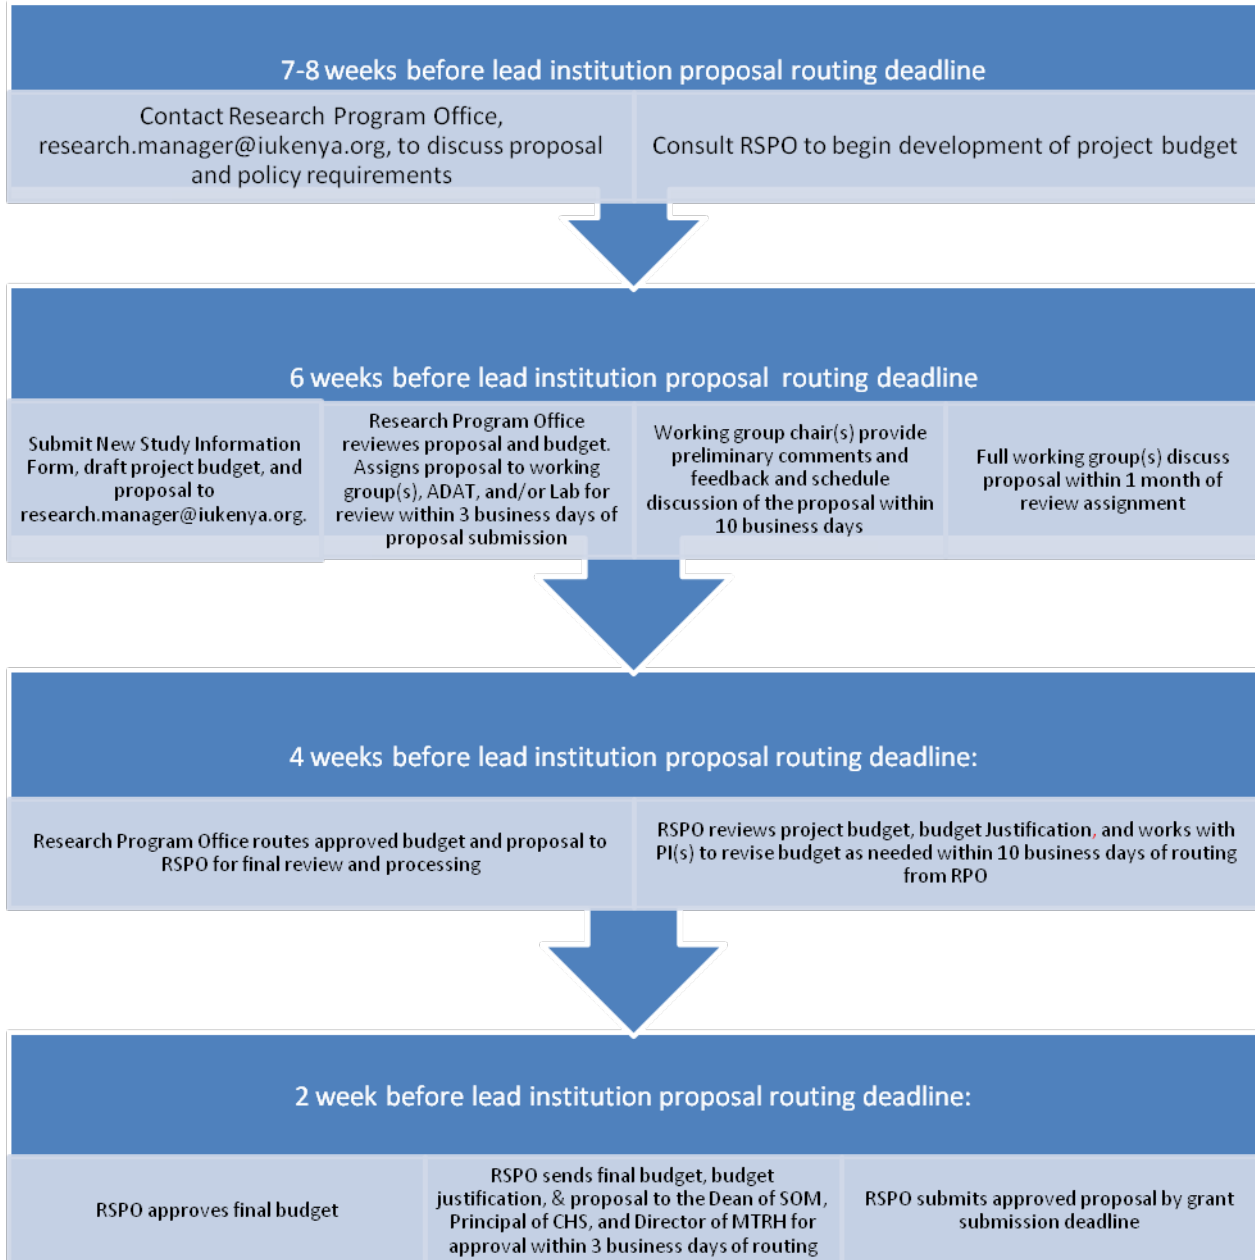 7-8 weeks before lead institution proposal routing deadline
Contact Research Program Office,
research.manager@iukenya.org, to discuss proposal
and policy requirements
Consult RSPO to begin development of project budget
6 weeks before lead institution proposal routing deadline
Submit New Study Information
Form, draft project budget, and
proposal to
research.manager@iukenya.org.
Research Program Office
reviewes proposal and budget.
Assigns proposal to working
group(s), ADAT, and/or Lab for
review within 3 business days of
proposal submission
Working group chair(s) provide
preliminary comments and
feedback and schedule
discussion of the proposal within
10 business days
Full working group(s) discuss
proposal within 1 month of
review assignment
4 weeks before lead institution proposal routing deadline:
Research Program Office routes approved budget and proposal to
RSPO for final review and processing
RSPO reviews project budget, budget Justification, and works with
PI(s) to revise budget as needed within 10 business days of routing
from RPO
2 week before lead institution proposal routing deadline:
RSPO approves final budget
RSPO sends final budget, budget
justification, & proposal to the Dean of SOM,
Principal of CHS, and Director of MTRH for
approval within 3 business days of routing
RSPO submits approved proposal by grant
submission deadline